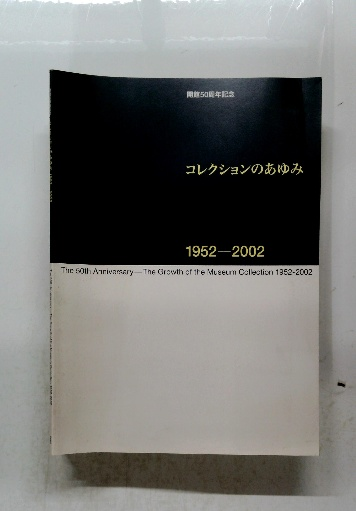 開館50周年記念
コレクションのあゆみ
1952―2002
The 50th Anniversary―The Growth of the Museum Collection 1952-2002